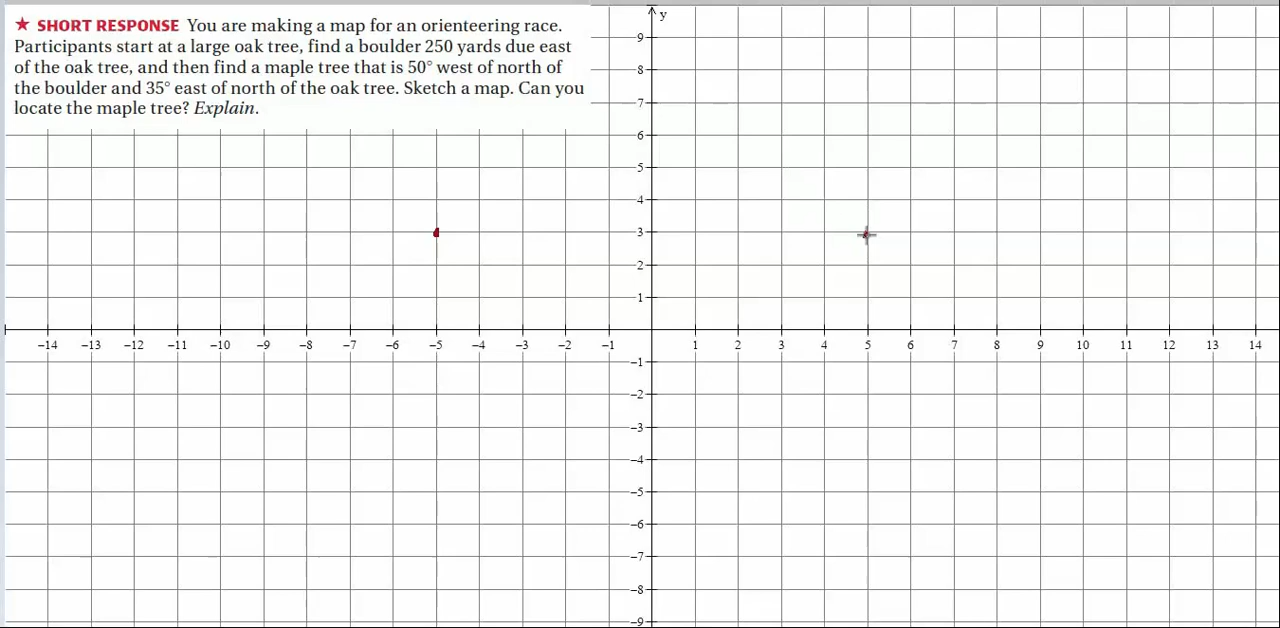 ★ SHORT RESPONSE You are making a map for an orienteering race.
Participants start at a large oak tree, find a boulder 250 yards due east
of the oak tree, and then find a maple tree that is 50° west of north of
the boulder and 35° east of north of the oak tree. Sketch a map. Can you
locate the maple tree? Explain.
y
9
8
7
6
5
4
3
2
1
-14 -13 -12 -11 -10 -9 -8 -7 -6 -5 -4 -3 -2 -1 1 2 3 4 5 6 7 8 9 10 11 12 13 14
-1
-2
-3
-4
-5
-6
-7
-8
-9